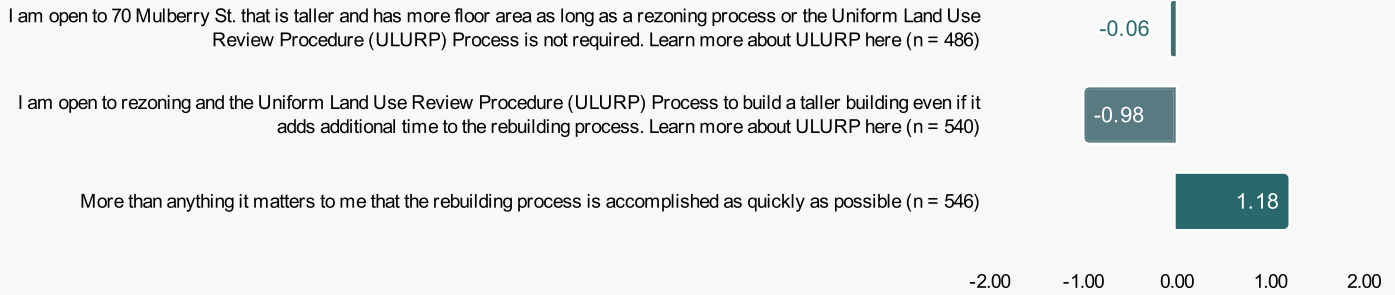 I am open to 70 Mulberry St. that is taller and has more floor area as long as a rezoning process or the Uniform Land Use
Review Procedure (ULURP) Process is not required. Learn more about ULURP here (n = 486)
-0.06
I am open to rezoning and the Uniform Land Use Review Procedure (ULURP) Process to build a taller building even if it
adds additional time to the rebuilding process. Learn more about ULURP here (n = 540)
-0.98
More than anything it matters to me that the rebuilding process is accomplished as quickly as possible (n = 546)
1.18
-2.00 -1.00 0.00 1.00 2.00